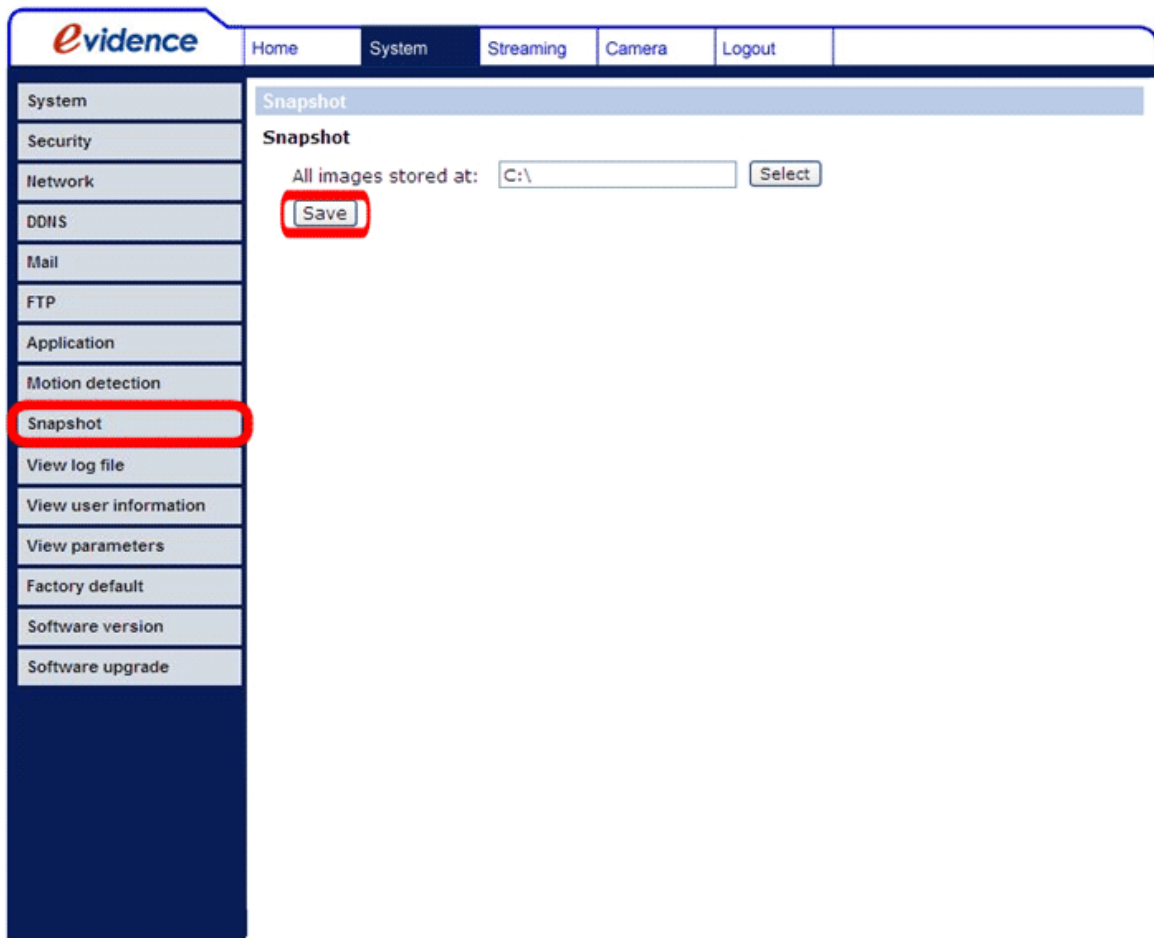 evidence
Home System Streaming Camera Logout
System
Security
Network
DDNS
Mail
FTP
Application
Motion detection
Snapshot
View log file
View user information
View parameters
Factory default
Software version
Software upgrade
Snapshot
Snapshot
All images stored at: C:\ Select
Save